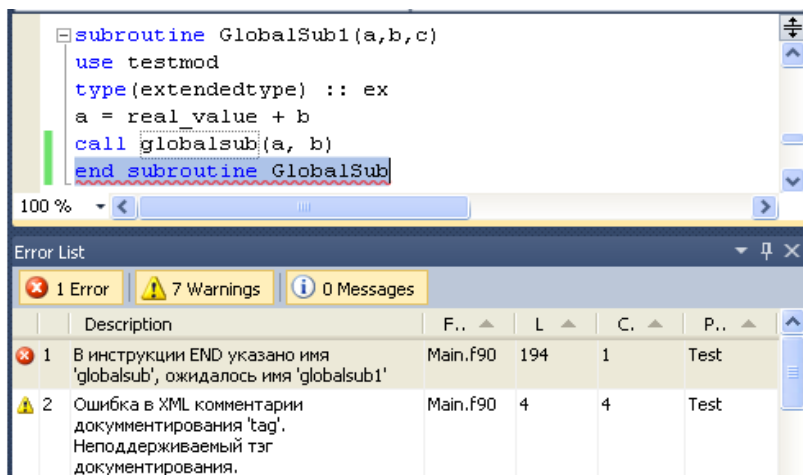 subroutine GlobalSub1(a,b,c)
use testmod
type(extendedtype) :: ex
a = real_value + b
call globalsub(a, b)
end subroutine GlobalSub
100 %
Error List
1 Error 7 Warnings 0 Messages
Description F.. L C. P..
1 В инструкции END указано имя Main.f90 194 1 Test
'globalsub', ожидалось имя 'globalsub1'
2 Ошибка в XML комментарии Main.f90 4 4 Test
докумментирования 'tag'.
Неподдерживаемый тэг
документирования.